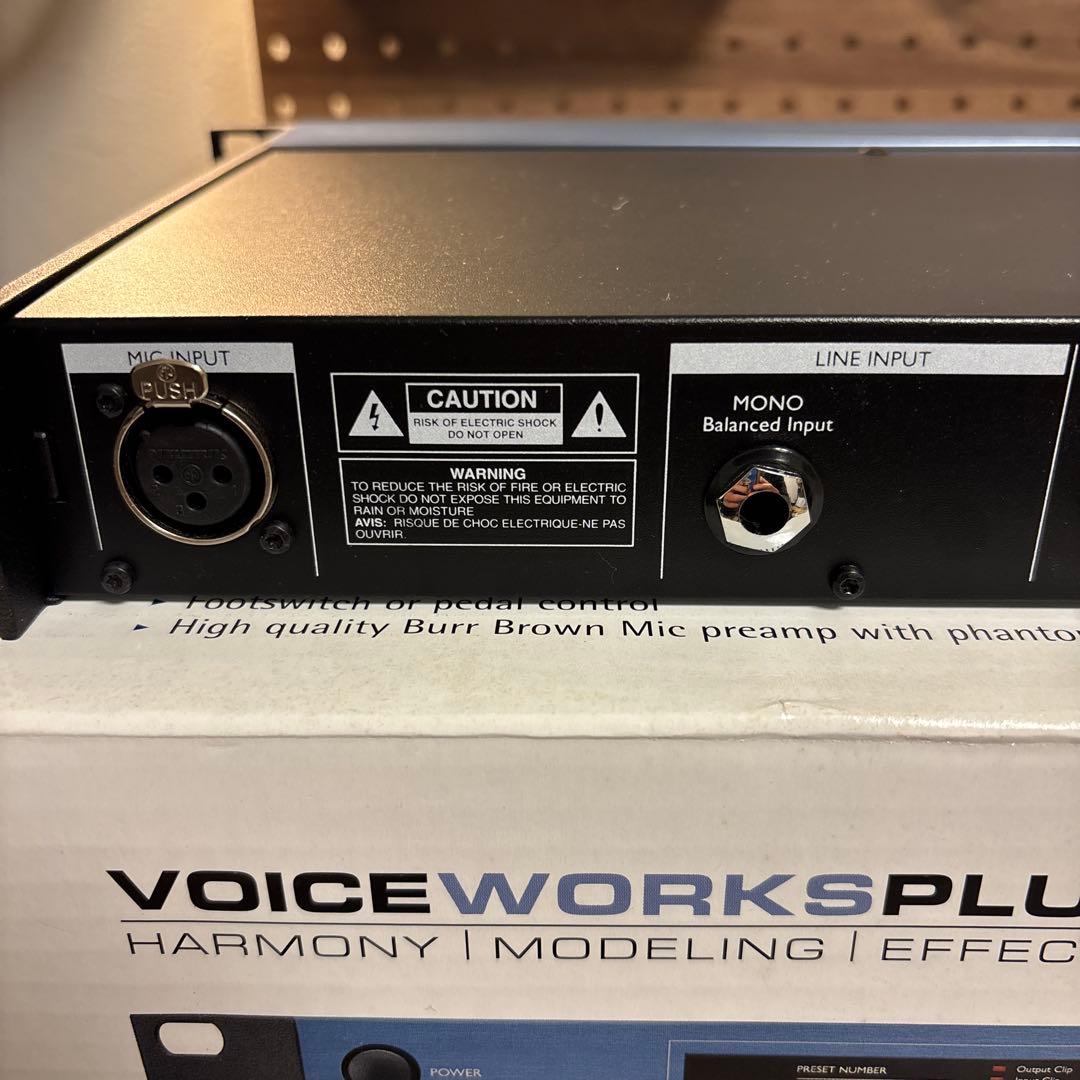 MIC INPUT
PUSH
NEUTRIK
CAUTION
RISK OF ELECTRIC SHOCK
DO NOT OPEN
WARNING
TO REDUCE THE RISK OF FIRE OR ELECTRIC
SHOCK DO NOT EXPOSE THIS EQUIPMENT TO
RAIN OR MOISTURE
AVIS: RISQUE DE CHOC ELECTRIQUE-NE PAS
OUVRIR.
LINE INPUT
MONO
Balanced Input
Footswitch or pedal control
High quality Burr Brown Mic preamp with phanto
VOICEWORKSPLU
HARMONY | MODELING | EFFEC
POWER
PRESET NUMBER
Output Clip
Input Clip